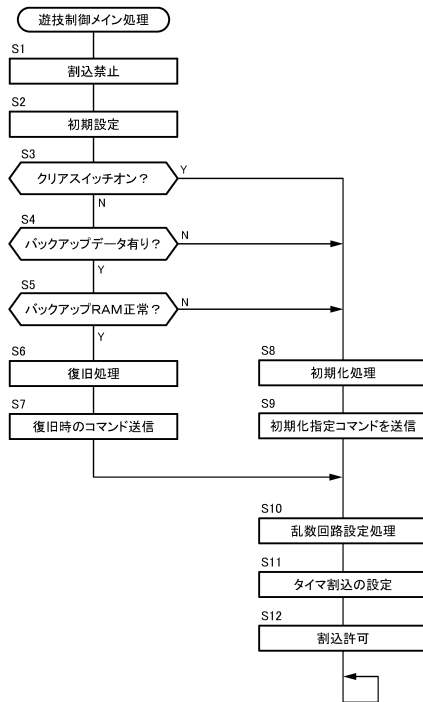 遊技制御メイン処理
S1
割込禁止
S2
初期設定
S3
クリアスイッチオン？
Y
N
S4
バックアップデータ有り？
N
Y
S5
バックアップRAM正常？
N
Y
S6
復旧処理
S7
復旧時のコマンド送信
S8
初期化処理
S9
初期化指定コマンドを送信
S10
乱数回路設定処理
S11
タイマ割込の設定
S12
割込許可